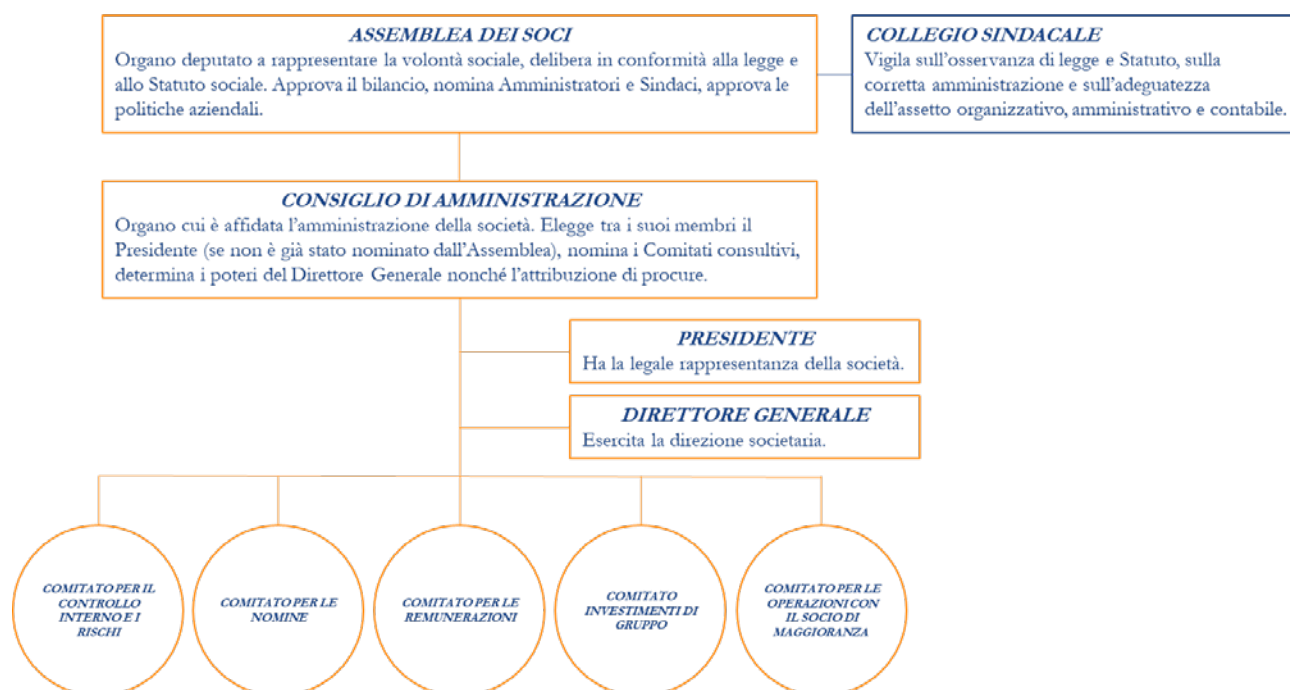 ASSEMBLEA DEI SOCI
Organo deputato a rappresentare la volontà sociale, delibera in conformità alla legge e
allo Statuto sociale. Approva il bilancio, nomina Amministratori e Sindaci, approva le
politiche aziendali.
COLLEGIO SINDACALE
Vigila sull'osservanza di legge e Statuto, sulla
corretta amministrazione e sull'adeguatezza
dell'assetto organizzativo, amministrativo e contabile.
CONSIGLIO DI AMMINISTRAZIONE
Organo cui è affidata l'amministrazione della società. Elegge tra i suoi membri il
Presidente (se non è già stato nominato dall'Assemblea), nomina i Comitati consultivi,
determina i poteri del Direttore Generale nonché l'attribuzione di procure.
PRESIDENTE
Ha la legale rappresentanza della società.
DIRETTORE GENERALE
Esercita la direzione societaria.
COMITATO PER IL
CONTROLLO
INTERNO E I
RISCHI
COMITATO PER LE
NOMINE
COMITATO PER LE
REMUNERAZIONI
COMITATO
INVESTIMENTI DI
GRUPPO
COMITATO PER LE
OPERAZIONI CON
IL SOCIO DI
MAGGIORANZA